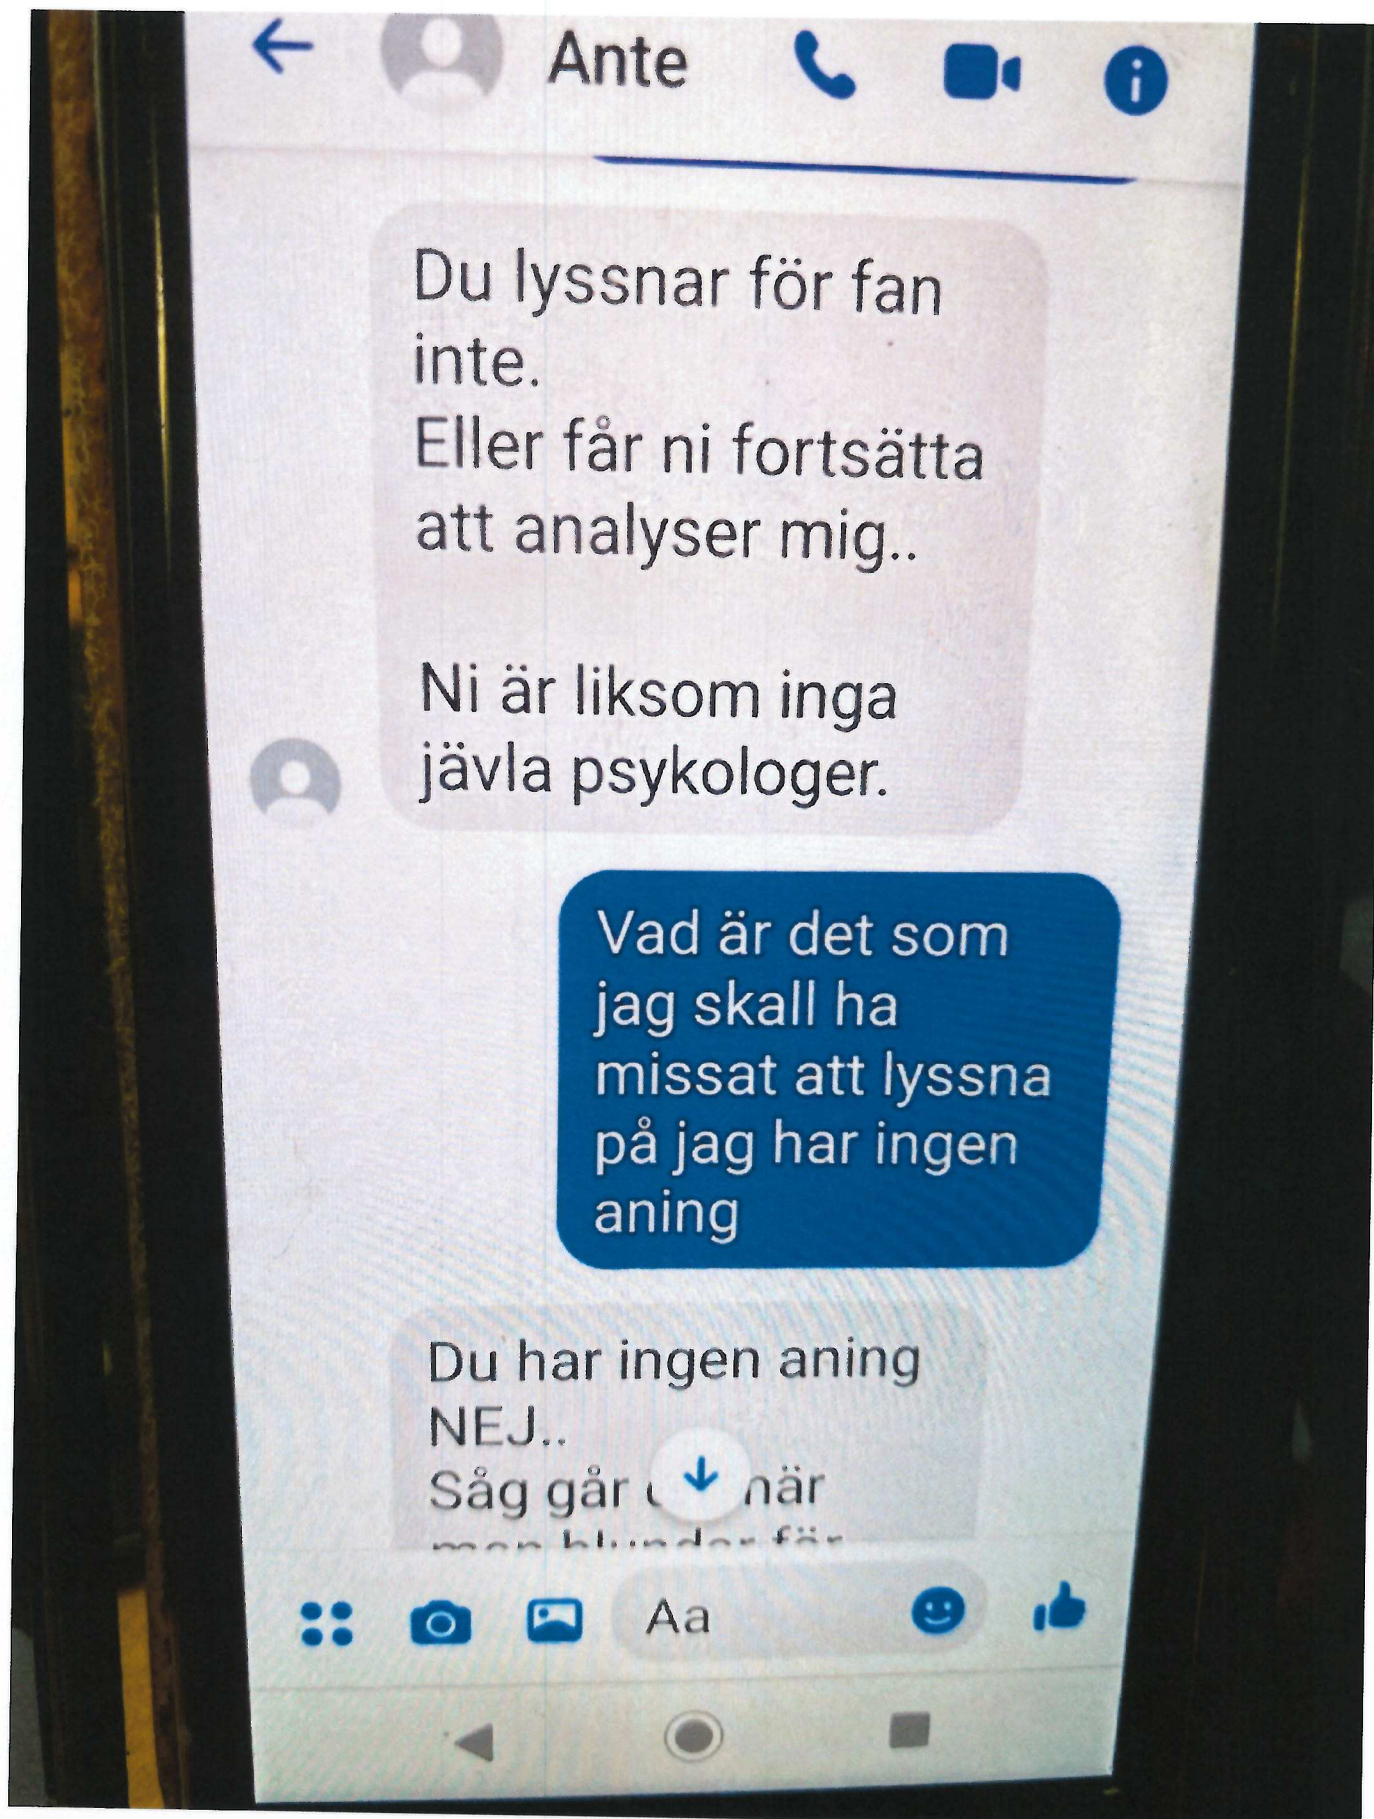 Ante
Du lyssnar för fan
inte.
Eller får ni fortsätta
att analyser mig..
Ni är liksom inga
jävla psykologer.
Vad är det som
jag skall ha
missat att lyssna
på jag har ingen
aning
Du har ingen aning
NEJ..
Såg går när
Aa